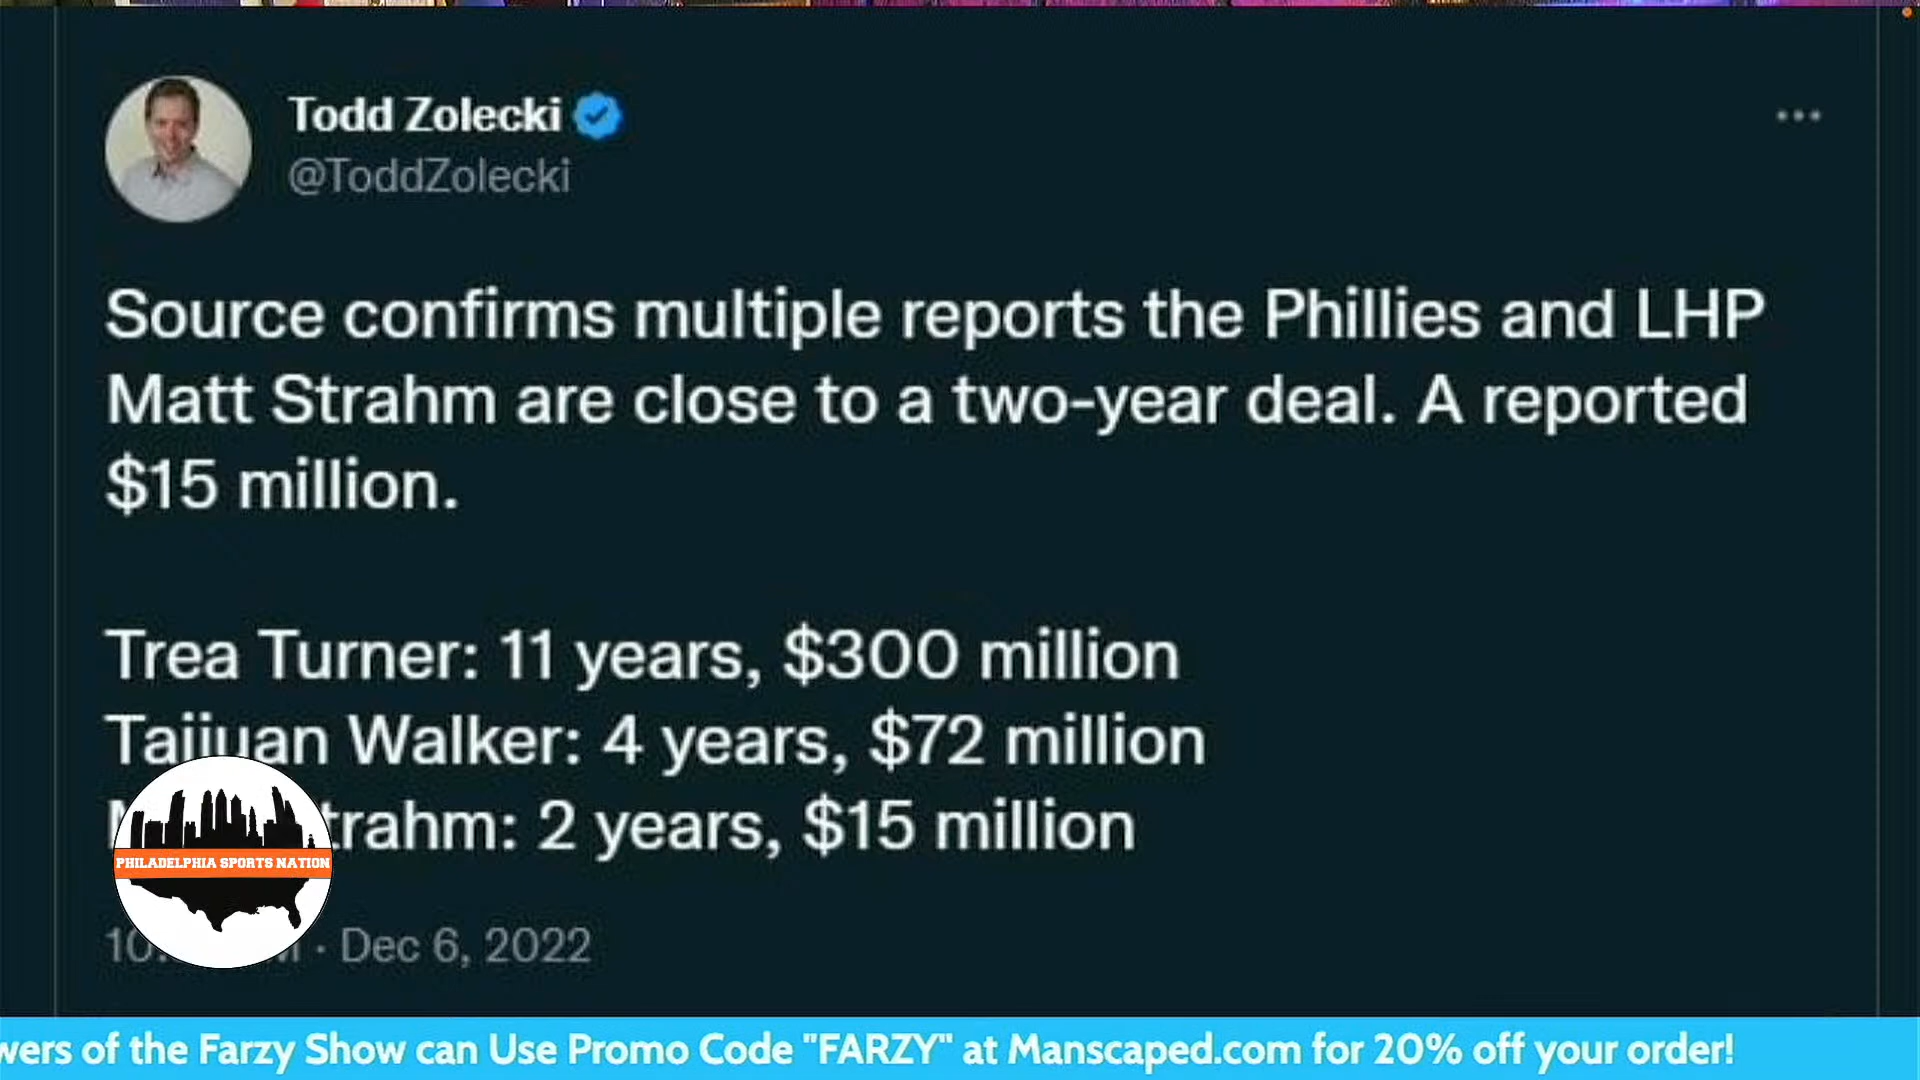 Todd Zolecki
@ToddZolecki
Source confirms multiple reports the Phillies and LHP
Matt Strahm are close to a two-year deal. A reported
$15 million.
Trea Turner: 11 years, $300 million
Taijuan Walker: 4 years, $72 million
trahm: 2 years, $15 million
PHILADELPHIA SPORTS NATION
· Dec 6, 2022
of the Farzy Show can Use Promo Code "FARZY" at Manscaped.com for 20% off your order!